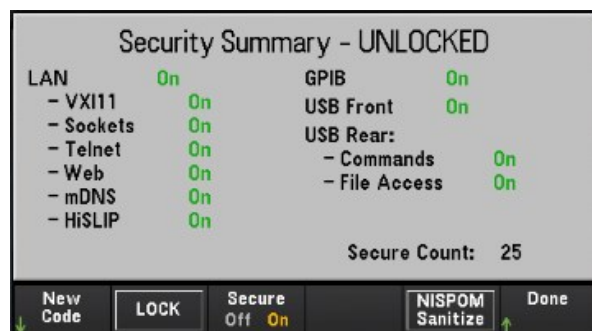 Security Summary - UNLOCKED
LAN On
- VXI11 On
- Sockets On
- Telnet On
- Web On
- mDNS On
- HiSLIP On
GPIB On
USB Front On
USB Rear:
- Commands On
- File Access On
Secure Count: 25
New Code
LOCK
Secure
Off On
NISPOM
Sanitize
Done